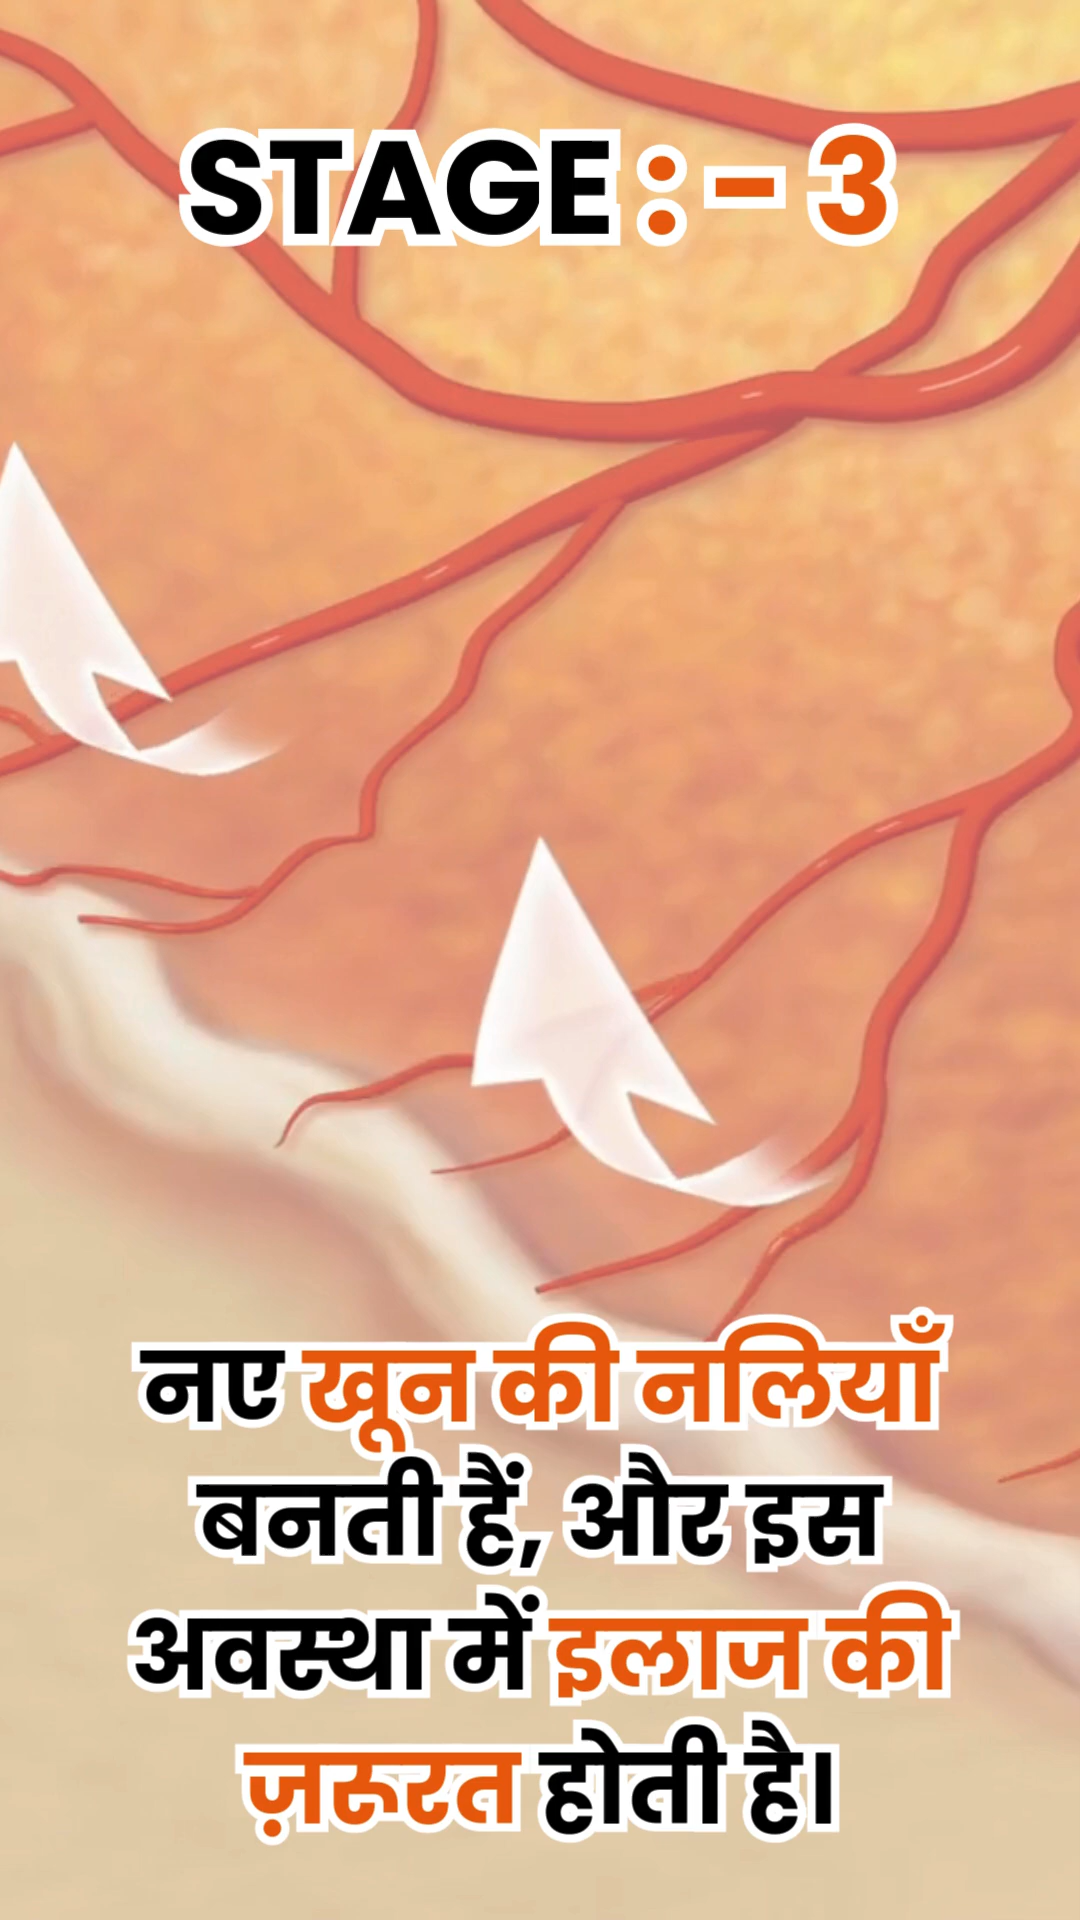 STAGE :- 3
नए खून की नलियाँ
बनती हैं, और इस
अवस्था में इलाज की
ज़रूरत होती है।